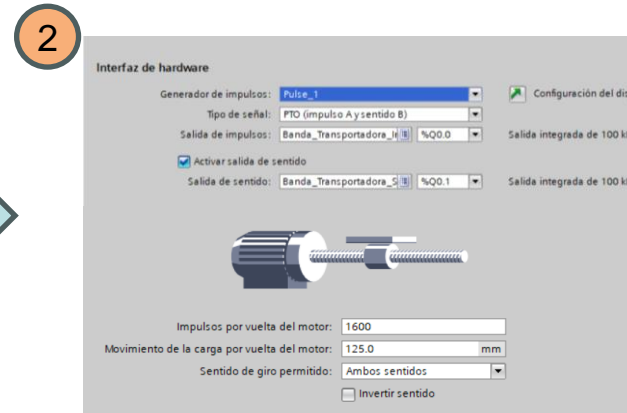 2
Interfaz de hardware
Generador de impulsos: Pulse_1 Configuración del dis
Tipo de señal: PTO (impulso A y sentido B)
Salida de impulsos: Banda_Transportadora_I %Q0.0 Salida integrada de 100 k
Activar salida de sentido
Salida de sentido: Banda_Transportadora_S %Q0.1 Salida integrada de 100 k
Impulsos por vuelta del motor: 1600
Movimiento de la carga por vuelta del motor: 125.0 mm
Sentido de giro permitido: Ambos sentidos
Invertir sentido